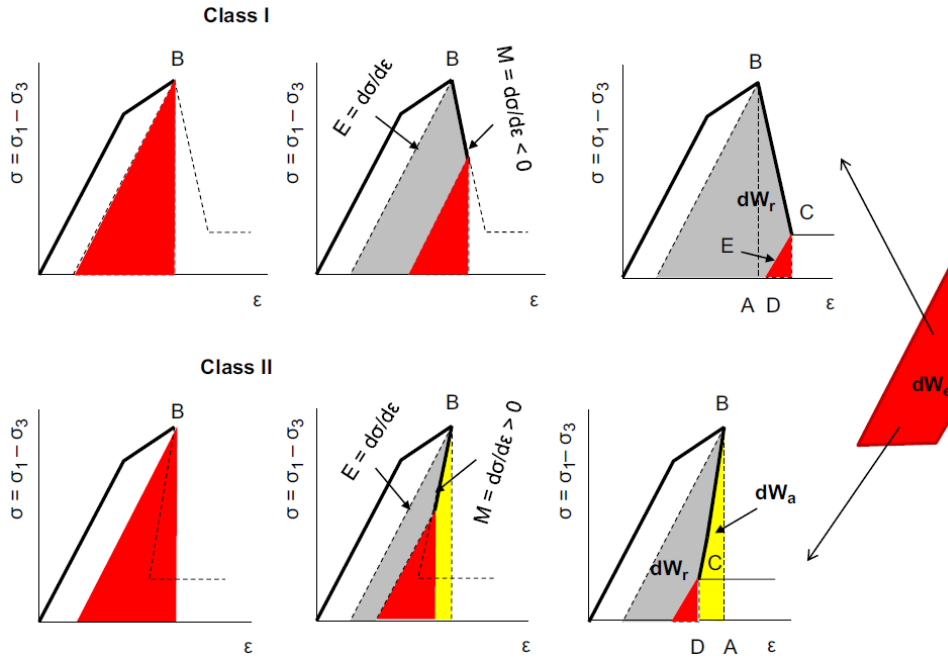 Class I
B
σ = σ1 – σ3
ε
B
E = dσ/dε
M = dσ/dε < 0
σ = σ1 – σ3
ε
B
σ = σ1 – σ3
dWr
C
E
A D
ε
Class II
B
σ = σ1 – σ3
ε
B
E = dσ/dε
M = dσ/dε > 0
σ = σ1 – σ3
ε
B
σ = σ1– σ3
dWa
dWr
C
D A
ε
dWe